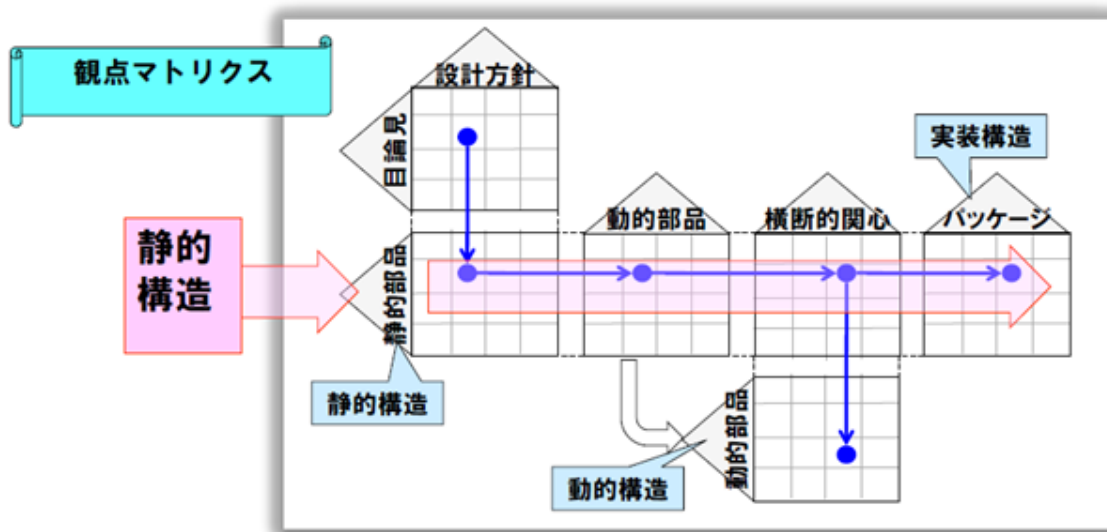 観点マトリクス
設計方針
目論見
実装構造
動的部品
横断的関心
パッケージ
静的
構造
静的部品
静的構造
動的部品
動的構造